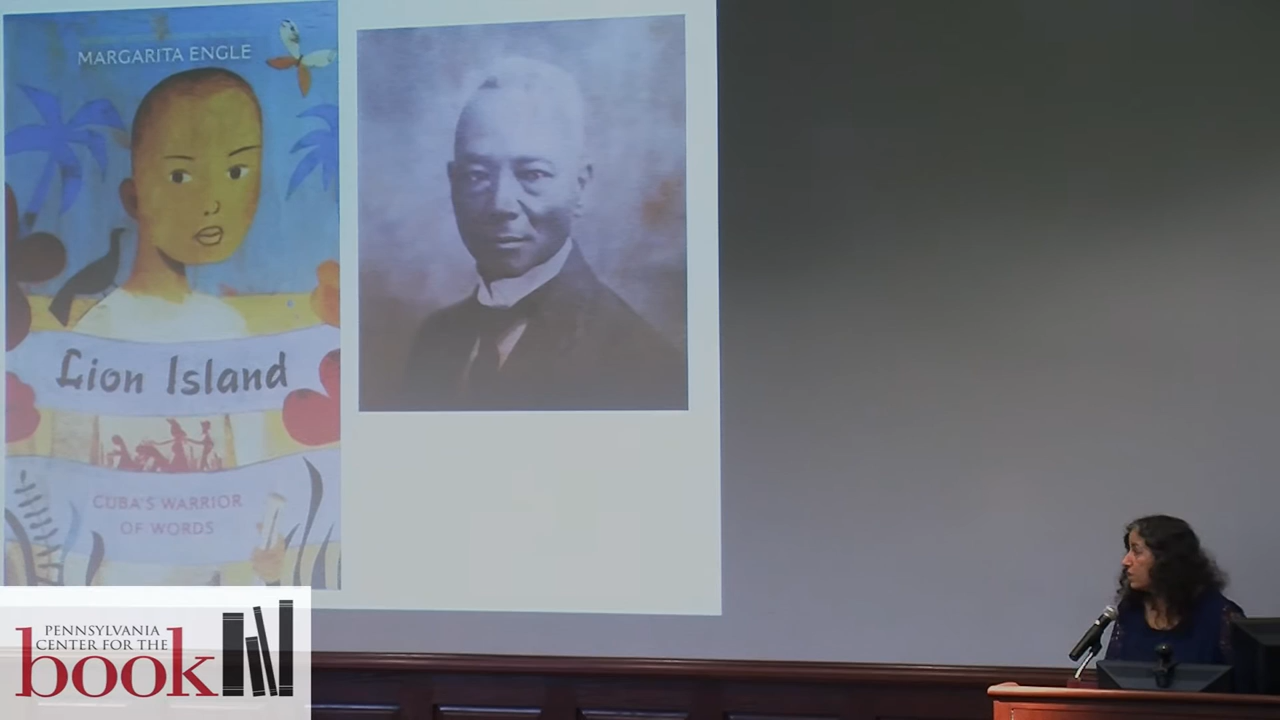 MARGARITA ENGLE
Lion Island
CUBA'S WARRIOR
OF WORDS
PENNSYLVANIA
CENTER FOR THE
book